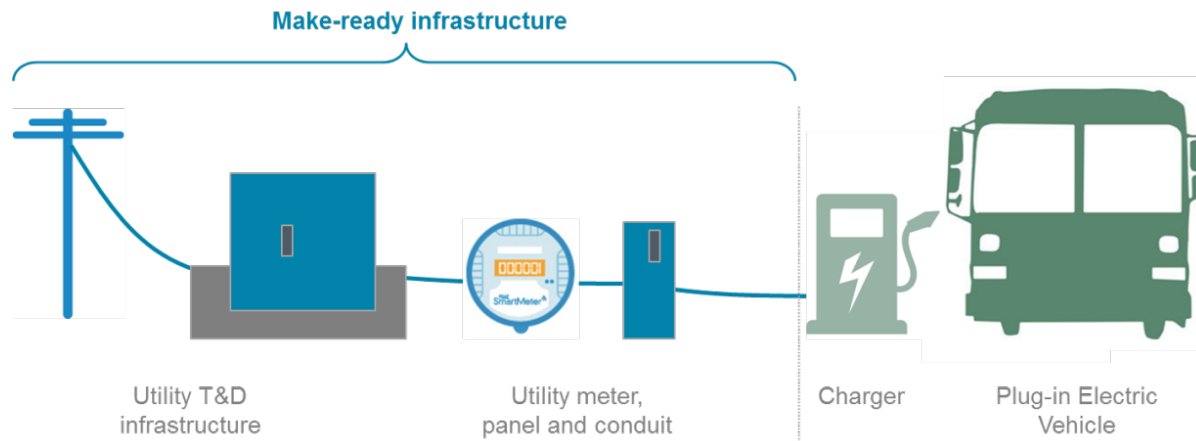 Make-ready infrastructure
000001
SmartMeter
Utility T&D
infrastructure
Utility meter,
panel and conduit
Charger
Plug-in Electric
Vehicle